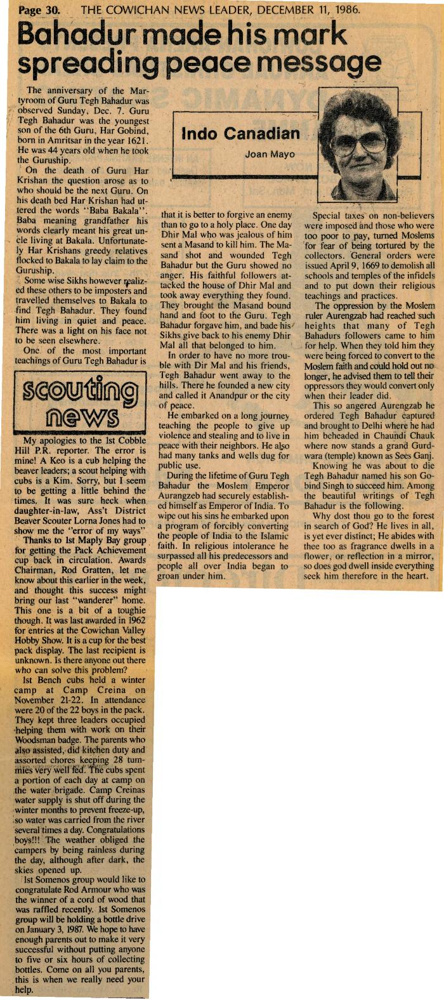 Page 30. THE COWICHAN NEWS LEADER, DECEMBER 11, 1986.
Bahadur made his mark
spreading peace message
The anniversary of the Mar-
tyroom of Guru Tegh Bahadur was
observed Sunday, Dec. 7. Guru
Tegh Bahadur was the youngest
son of the 6th Guru, Har Gobind,
born in Amritsar in the year 1621.
He was 44 years old when he took
the Guruship.
On the death of Guru Har
Krishan the question arose as to
who should be the next Guru. On
his death bed Har Krishan had ut-
tered the words "Baba Bakala".
Baba meaning grandfather his
words clearly meant his great un-
cle living at Bakala. Unfortunate-
ly Har Krishans greedy relatives
flocked to Bakala to lay claim to the
Guruship.
Some wise Sikhs however realiz-
ed these others to be imposters and
travelled themselves to Bakala to
find Tegh Bahadur. They found
him living in quiet and peace.
There was a light on his face not
to be seen elsewhere.
One of the most important
teachings of Guru Tegh Bahadur is
Indo Canadian
Joan Mayo
that it is better to forgive an enemy
than to go to a holy place. One day
Dhir Mal who was jealous of him
sent a Masand to kill him. The Ma-
sand shot and wounded Tegh
Bahadur but the Guru showed no
anger. His faithful followers at-
tacked the house of Dhir Mal and
took away everything they found.
They brought the Masand bound
hand and foot to the Guru. Tegh
Bahadur forgave him, and bade his
Sikhs give back to his enemy Dhir
Mal all that belonged to him.
In order to have no more trou-
ble with Dir Mal and his friends,
Tegh Bahadur went away to the
hills. There he founded a new city
and called it Anandpur or the city
of peace.
He embarked on a long journey
teaching the people to give up
violence and stealing and to live in
peace with their neighbors. He also
had many tanks and wells dug for
public use.
During the lifetime of Guru Tegh
Bahadur the Moslem Emperor
Aurangzeb had securely establish-
ed himself as Emperor of India. To
wipe out his sins he embarked upon
a program of forcibly converting
the people of India to the Islamic
faith. In religious intolerance he
surpassed all his predecessors and
people all over India began to
groan under him.
Special taxes on non-believers
were imposed and those who were
too poor to pay, turned Moslems
for fear of being tortured by the
collectors. General orders were
issued April 9, 1669 to demolish all
schools and temples of the infidels
and to put down their religious
teachings and practices.
The oppression by the Moslem
ruler Aurengzab had reached such
heights that many of Tegh
Bahadurs followers came to him
for help. When they told him they
were being forced to convert to the
Moslem faith and could hold out no
longer, he advised them to tell their
oppressors they would convert only
when their leader did.
This so angered Aurengzab he
ordered Tegh Bahadur captured
and brought to Delhi where he had
him beheaded in Chaundi Chauk
where now stands a grand Gurd-
wara (temple) known as Sees Ganj.
Knowing he was about to die
Tegh Bahadur named his son Go-
bind Singh to succeed him. Among
the beautiful writings of Tegh
Bahadur is the following.
Why dost thou go to the forest
in search of God? He lives in all,
is yet ever distinct; He abides with
thee too as fragrance dwells in a
flower, or reflection in a mirror,
so does god dwell inside everything
seek him therefore in the heart.
scouting
news
My apologies to the 1st Cobble
Hill P.R. reporter. The error is
mine! A Keo is a cub helping the
beaver leaders; a scout helping with
cubs is a Kim. Sorry, but I seem
to be getting a little behind the
times. It was sure heck when
daughter-in-law, Ass't District
Beaver Scouter Lorna Jones had to
show me the "error of my ways"
Thanks to 1st Maply Bay group
for getting the Pack Achievement
cup back in circulation. Awards
Chairman, Rod Gratten, let me
know about this earlier in the week,
and thought this success might
bring our last "wanderer" home.
This one is a bit of a toughie
though. It was last awarded in 1962
for entries at the Cowichan Valley
Hobby Show. It is a cup for the best
pack display. The last recipient is
unknown. Is there anyone out there
who can solve this problem?
1st Bench cubs held a winter
camp at Camp Creina on
November 21-22. In attendance
were 20 of the 22 boys in the pack.
They kept three leaders occupied
helping them with work on their
Woodsman badge. The parents who
also assisted, did kitchen duty and
assorted chores keeping 28 tum-
mies very well fed. The cubs spent
a portion of each day at camp on
the water brigade. Camp Creinas
water supply is shut off during the
winter months to prevent freeze-up,
so water was carried from the river
several times a day. Congratulations
boys!!! The weather obliged the
campers by being rainless during
the day, although after dark, the
skies opened up.
1st Somenos group would like to
congratulate Rod Armour who was
the winner of a cord of wood that
was raffled recently. 1st Somenos
group will be holding a bottle drive
on January 3, 1987. We hope to have
enough parents out to make it very
successful without putting anyone
to five or six hours of collecting
bottles. Come on all you parents,
this is when we really need your
help.